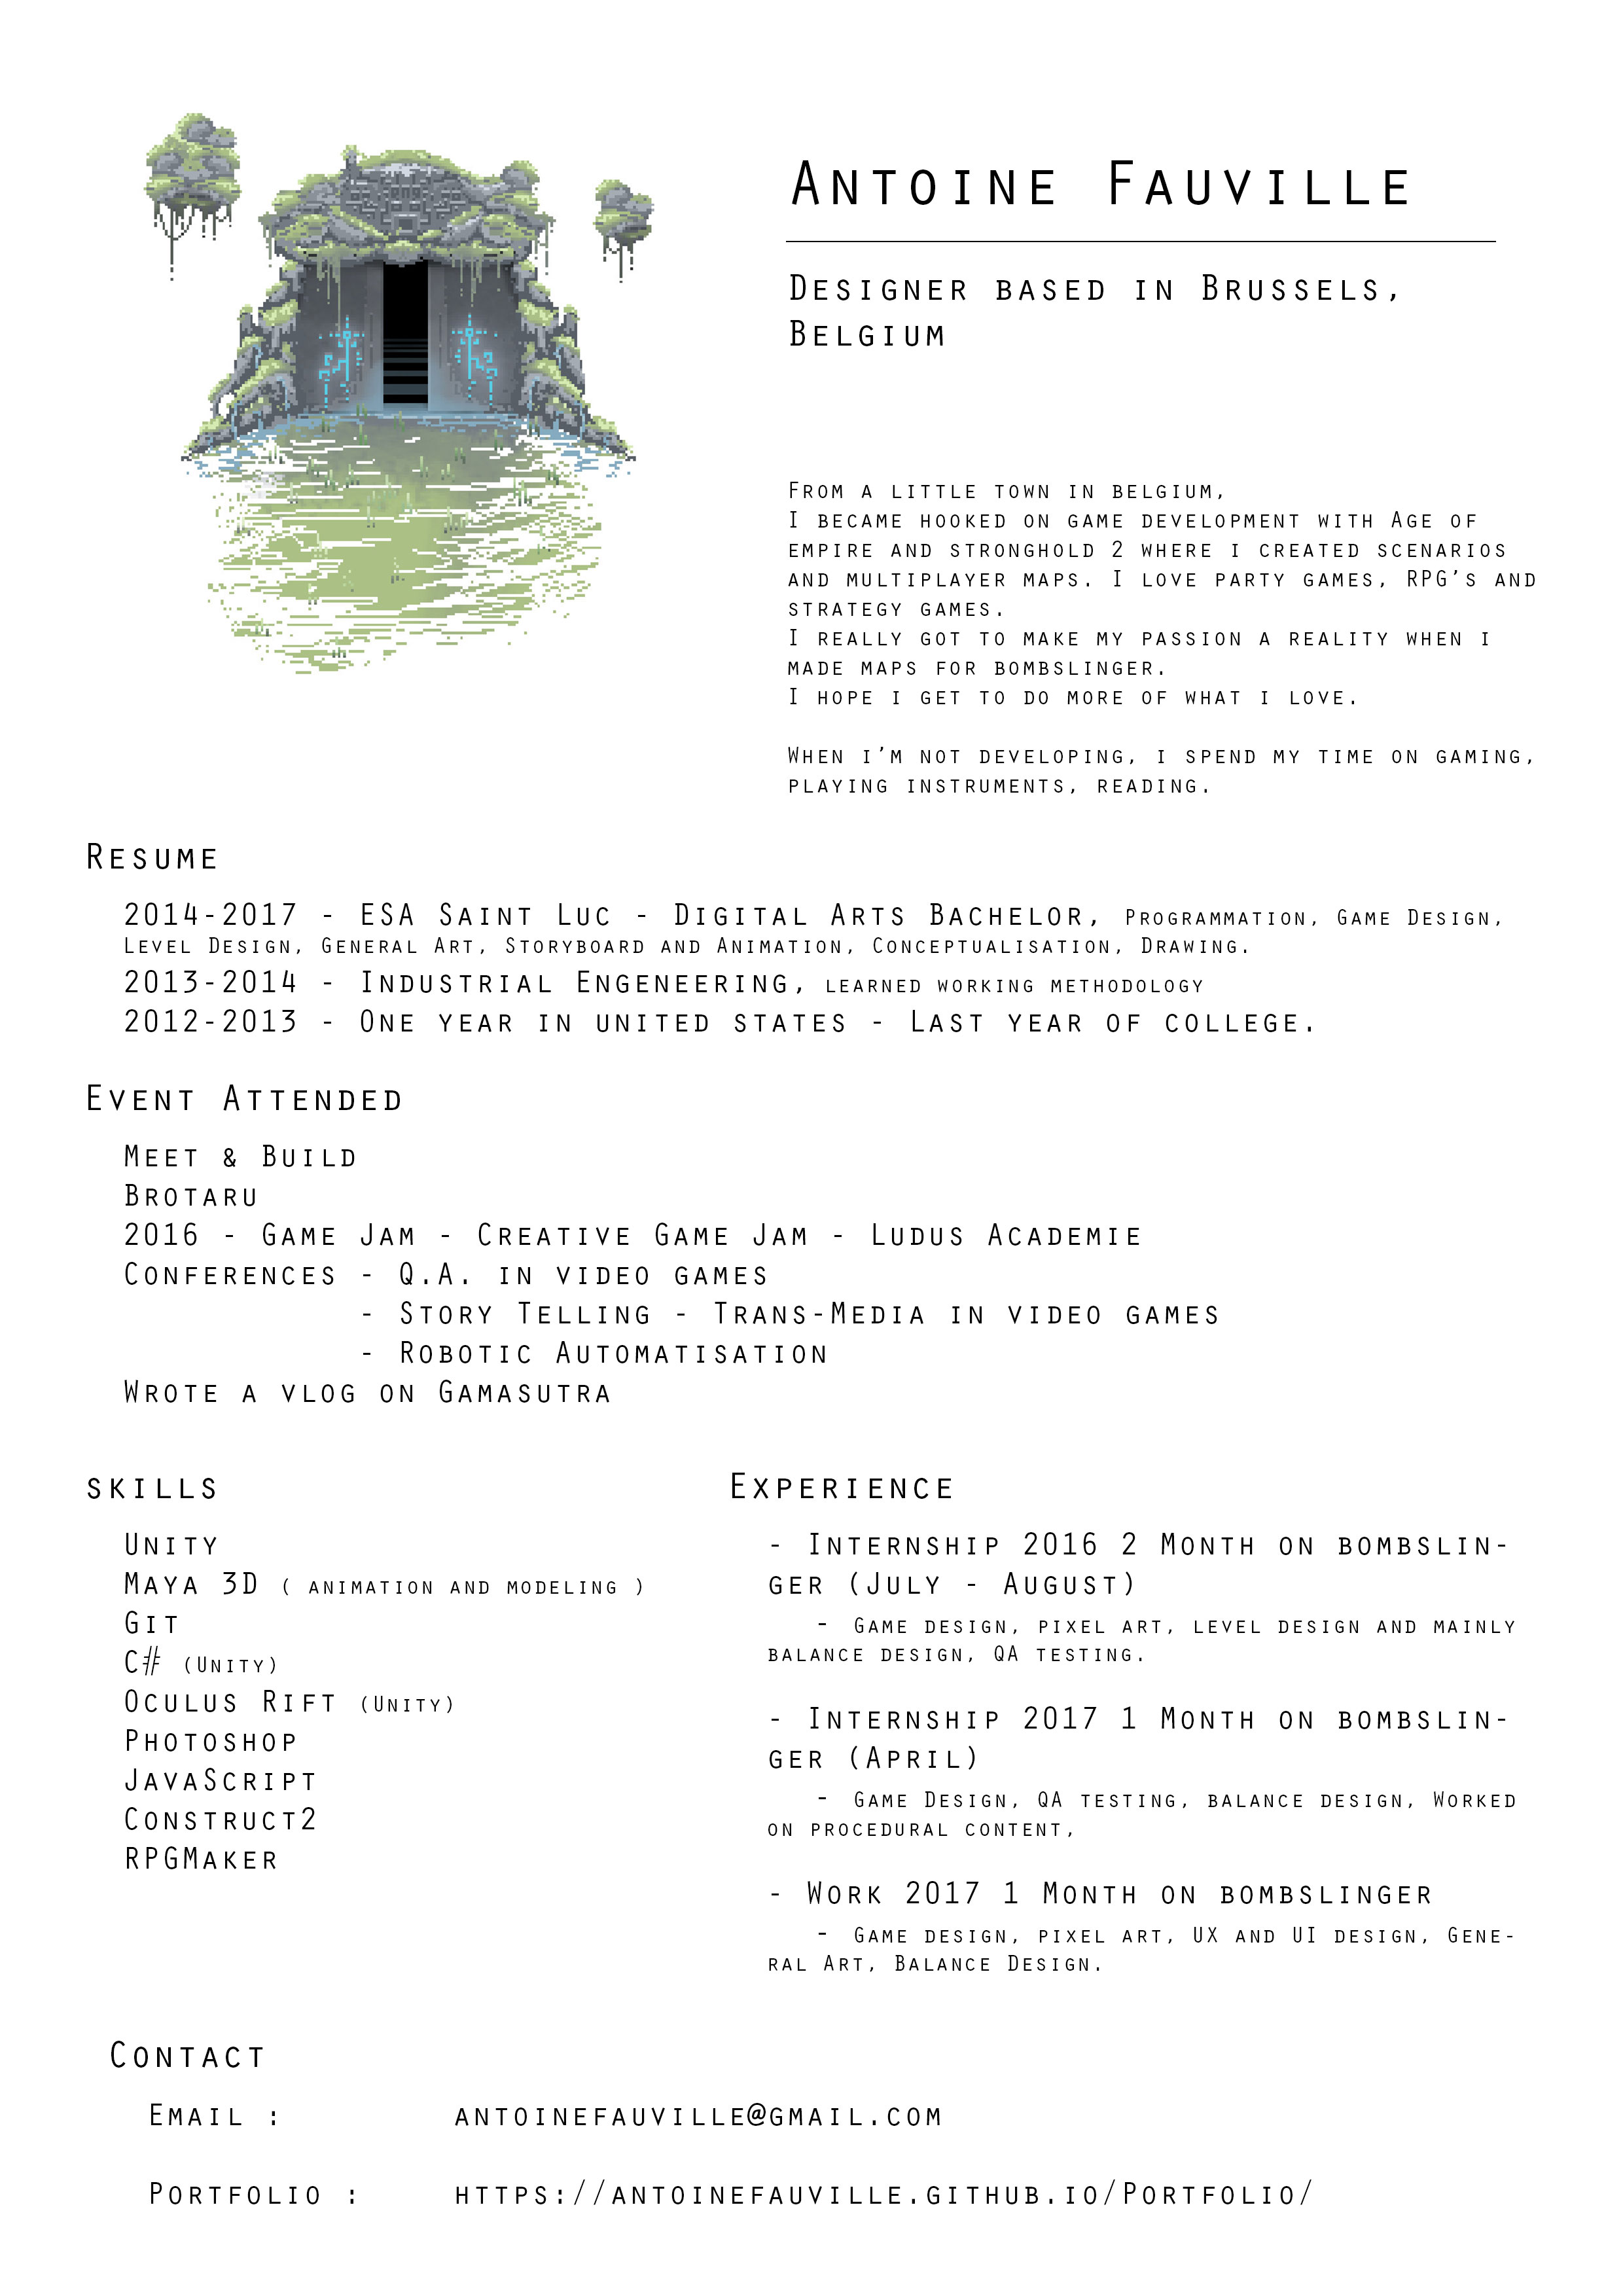 Antoine Fauville
Designer based in Brussels,
Belgium
From a little town in belgium,
I became hooked on game development with Age of
empire and stronghold 2 where i created scenarios
and multiplayer maps. I love party games, RPG's and
strategy games.
I really got to make my passion a reality when i
made maps for bombslinger.
I hope i get to do more of what i love.
When i'm not developing, i spend my time on gaming,
playing instruments, reading.
Resume
2014-2017 - ESA Saint Luc - Digital Arts Bachelor, Programmation, Game Design,
Level Design, General Art, Storyboard and Animation, Conceptualisation, Drawing.
2013-2014 - Industrial Engeneering, learned working methodology
2012-2013 - One year in united states - Last year of college.
Event Attended
Meet & Build
Brotaru
2016 - Game Jam - Creative Game Jam - Ludus Academie
Conferences - Q.A. in video games
- Story Telling - Trans-Media in video games
- Robotic Automatisation
Wrote a vlog on Gamasutra
skills
Unity
Maya 3D ( animation and modeling )
Git
C# (Unity)
Oculus Rift (Unity)
Photoshop
JavaScript
Construct2
RPGMaker
Experience
- Internship 2016 2 Month on bombslin-
ger (July - August)
- Game design, pixel art, level design and mainly
balance design, QA testing.
- Internship 2017 1 Month on bombslin-
ger (April)
- Game Design, QA testing, balance design, Worked
on procedural content,
- Work 2017 1 Month on bombslinger
- Game design, pixel art, UX and UI design, Gene-
ral Art, Balance Design.
Contact
Email : antoinefauville@gmail.com
Portfolio : https://antoinefauville.github.io/Portfolio/